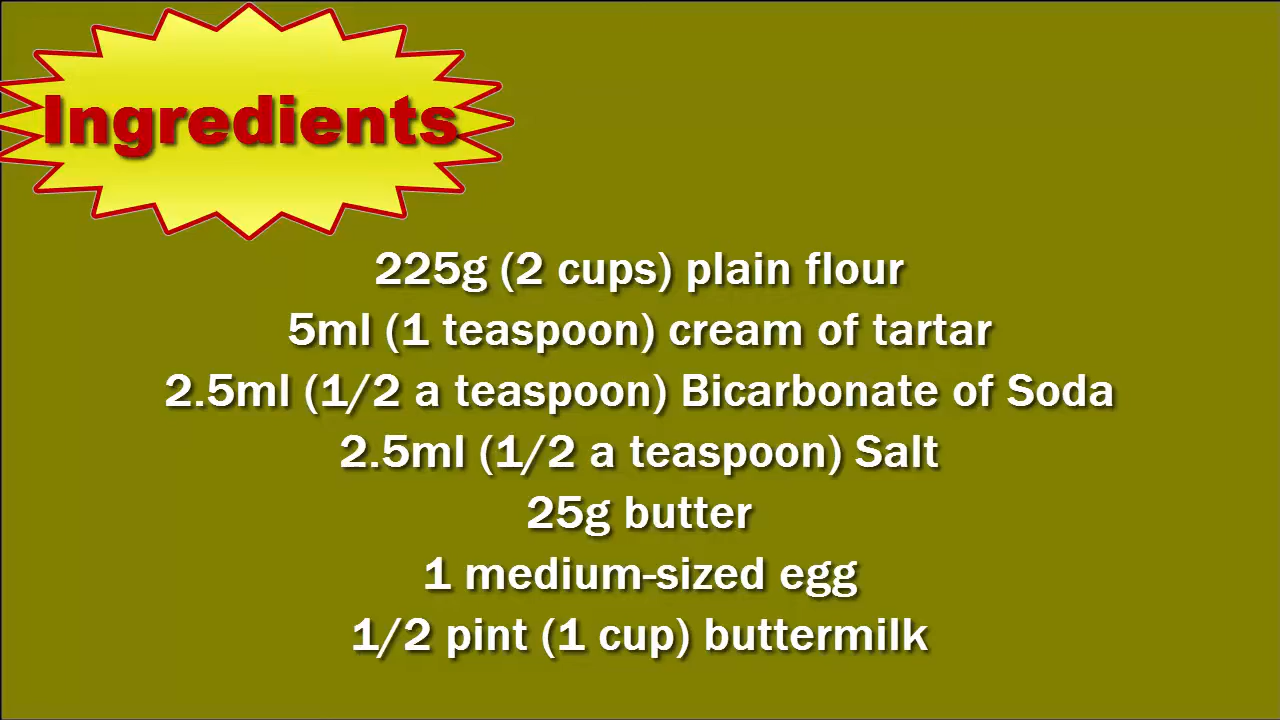 Ingredients
225g (2 cups) plain flour
5ml (1 teaspoon) cream of tartar
2.5ml (1/2 a teaspoon) Bicarbonate of Soda
2.5ml (1/2 a teaspoon) Salt
25g butter
1 medium-sized egg
1/2 pint (1 cup) buttermilk